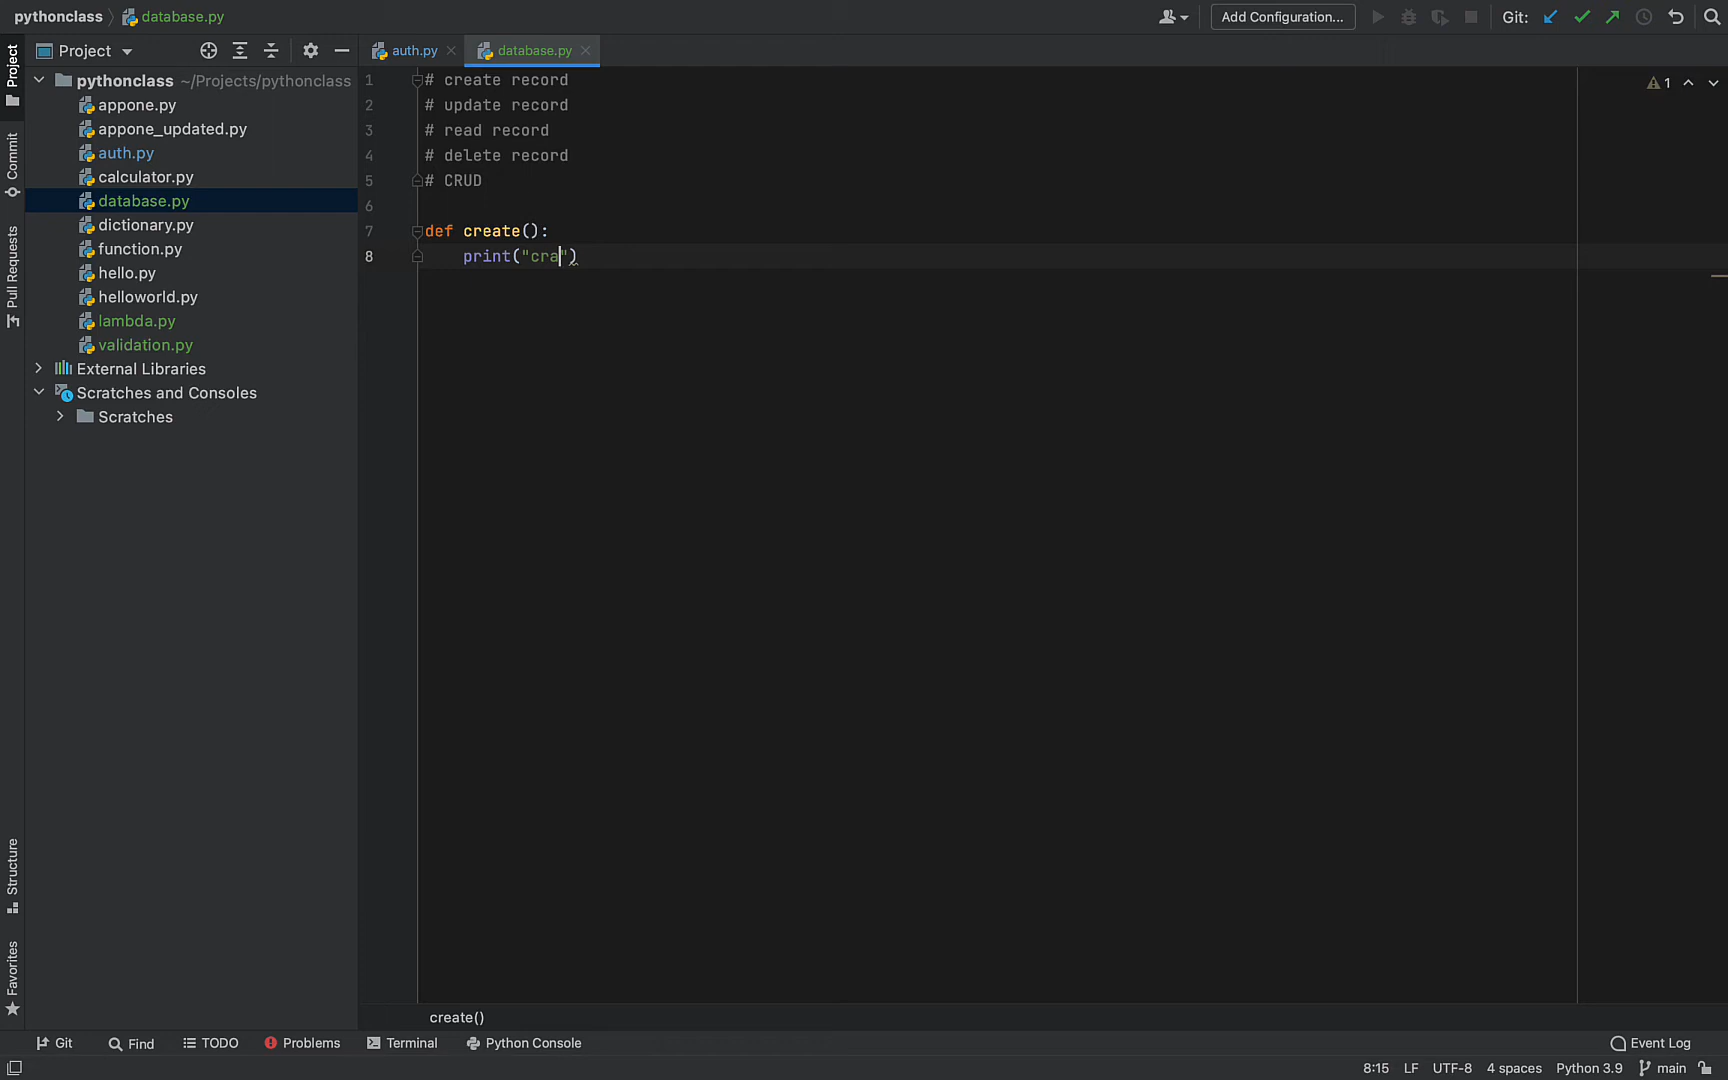 pythonclass database.py
Add Configuration... Git:
Project
auth.py database.py
pythonclass ~/Projects/pythonclass
appone.py
appone_updated.py
auth.py
calculator.py
database.py
dictionary.py
function.py
hello.py
helloworld.py
lambda.py
validation.py
External Libraries
Scratches and Consoles
Scratches
Project
Commit
Pull Requests
Structure
Favorites
1 # create record
2 # update record
3 # read record
4 # delete record
5 # CRUD
6
7 def create():
8 print("cra")
1
create()
Git Find TODO Problems Terminal Python Console Event Log
8:15 LF UTF-8 4 spaces Python 3.9 main